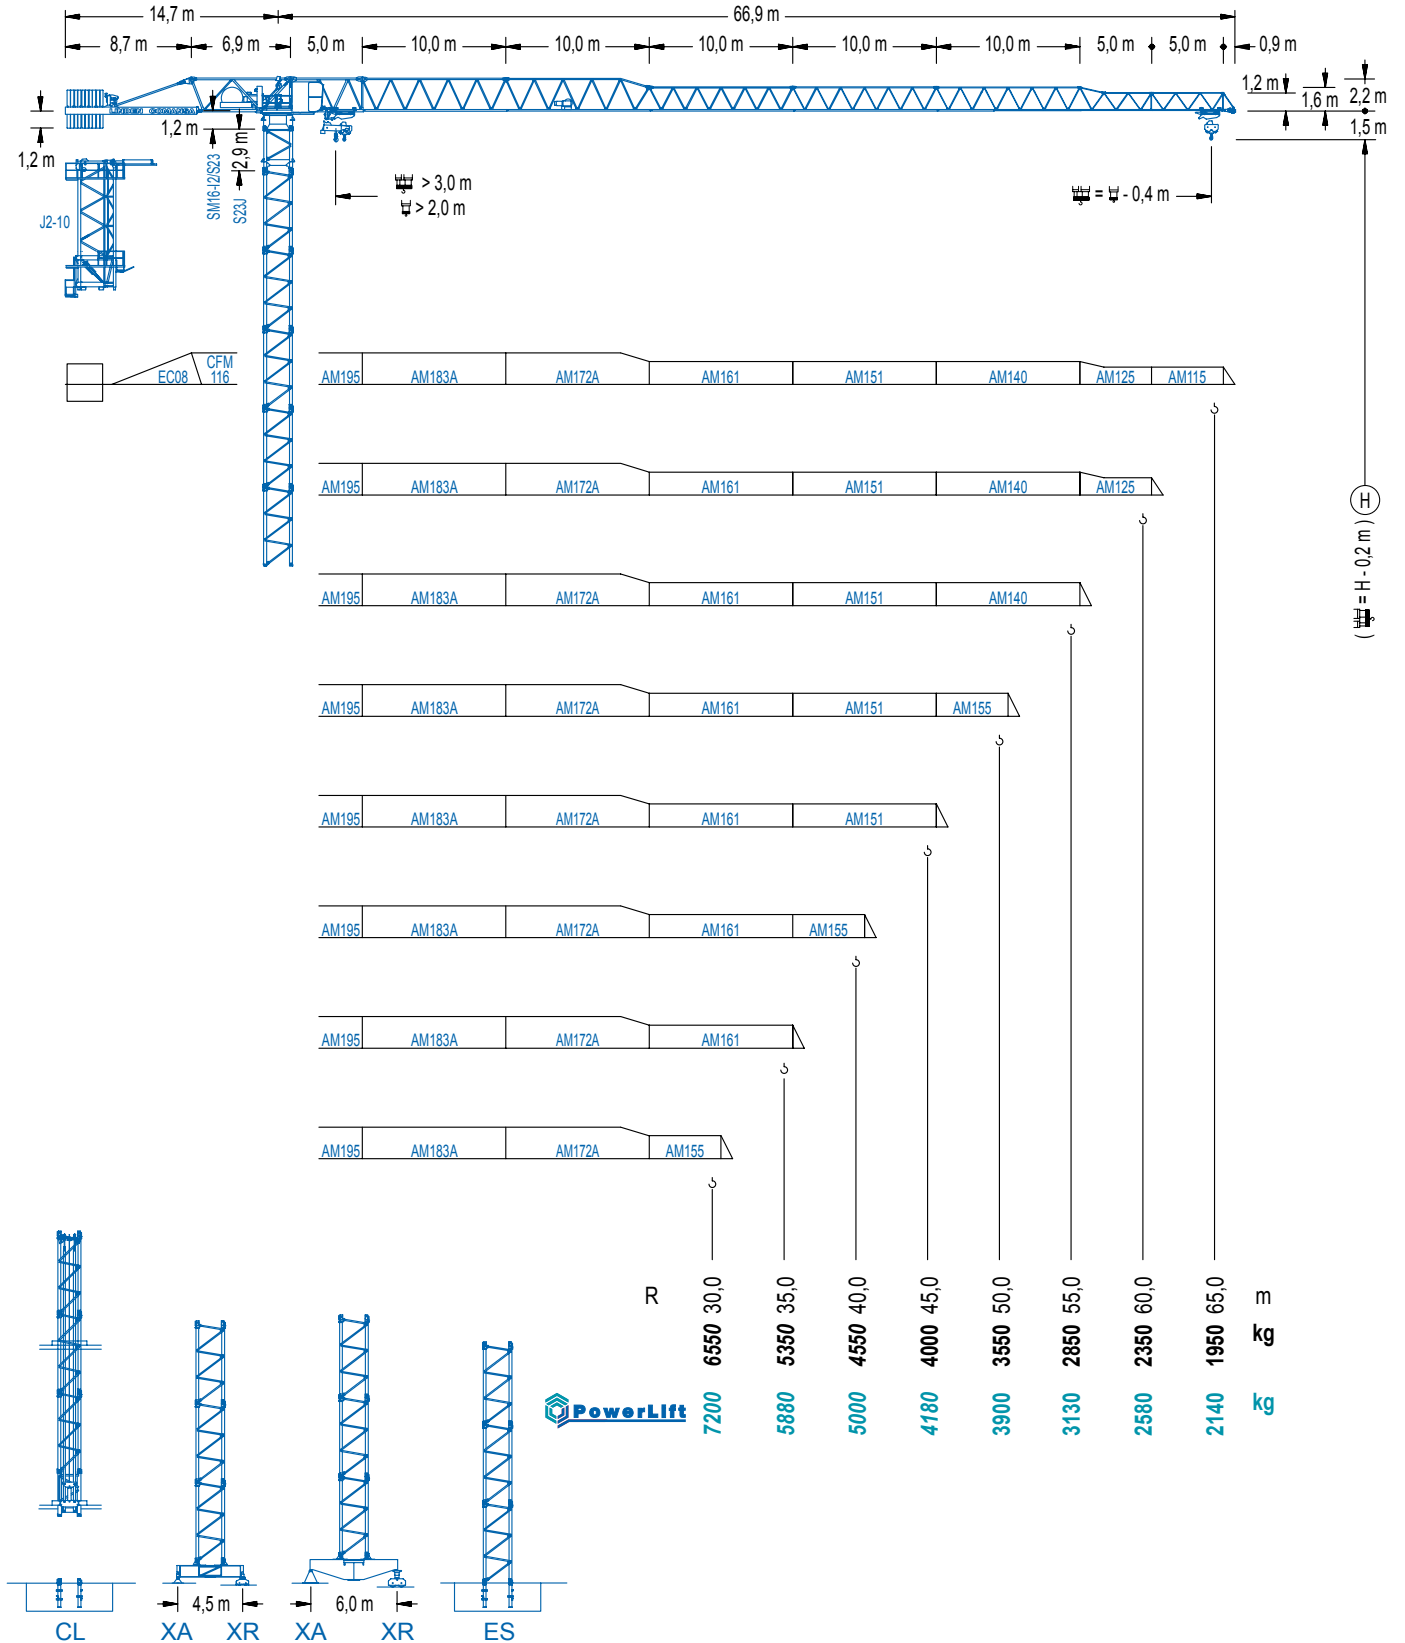 14,7 m 66,9 m
8,7 m 6,9 m 5,0 m 10,0 m 10,0 m 10,0 m 10,0 m 10,0 m 5,0 m 5,0 m 0,9 m
LINDEN COMANSA
1,2 m 1,6 m 2,2 m
1,2 m 1,2 m 2,9 m 1,5 m
SM16-I2/S23
S23J
J2-10
> 3,0 m
> 2,0 m
= - 0,4 m
EC08 CFM 116
AM195 AM183A AM172A AM161 AM151 AM140 AM125 AM115
AM195 AM183A AM172A AM161 AM151 AM140 AM125
H
( = H - 0,2 m )
AM195 AM183A AM172A AM161 AM151 AM140
AM195 AM183A AM172A AM161 AM151 AM155
AM195 AM183A AM172A AM161 AM151
AM195 AM183A AM172A AM161 AM155
AM195 AM183A AM172A AM161
AM195 AM183A AM172A AM155
R 30,0 35,0 40,0 45,0 50,0 55,0 60,0 65,0 m
6550 5350 4550 4000 3550 2850 2350 1950 kg
PowerLift 7200 5880 5000 4180 3900 3130 2580 2140 kg
4,5 m 6,0 m
CL XA XR XA XR ES